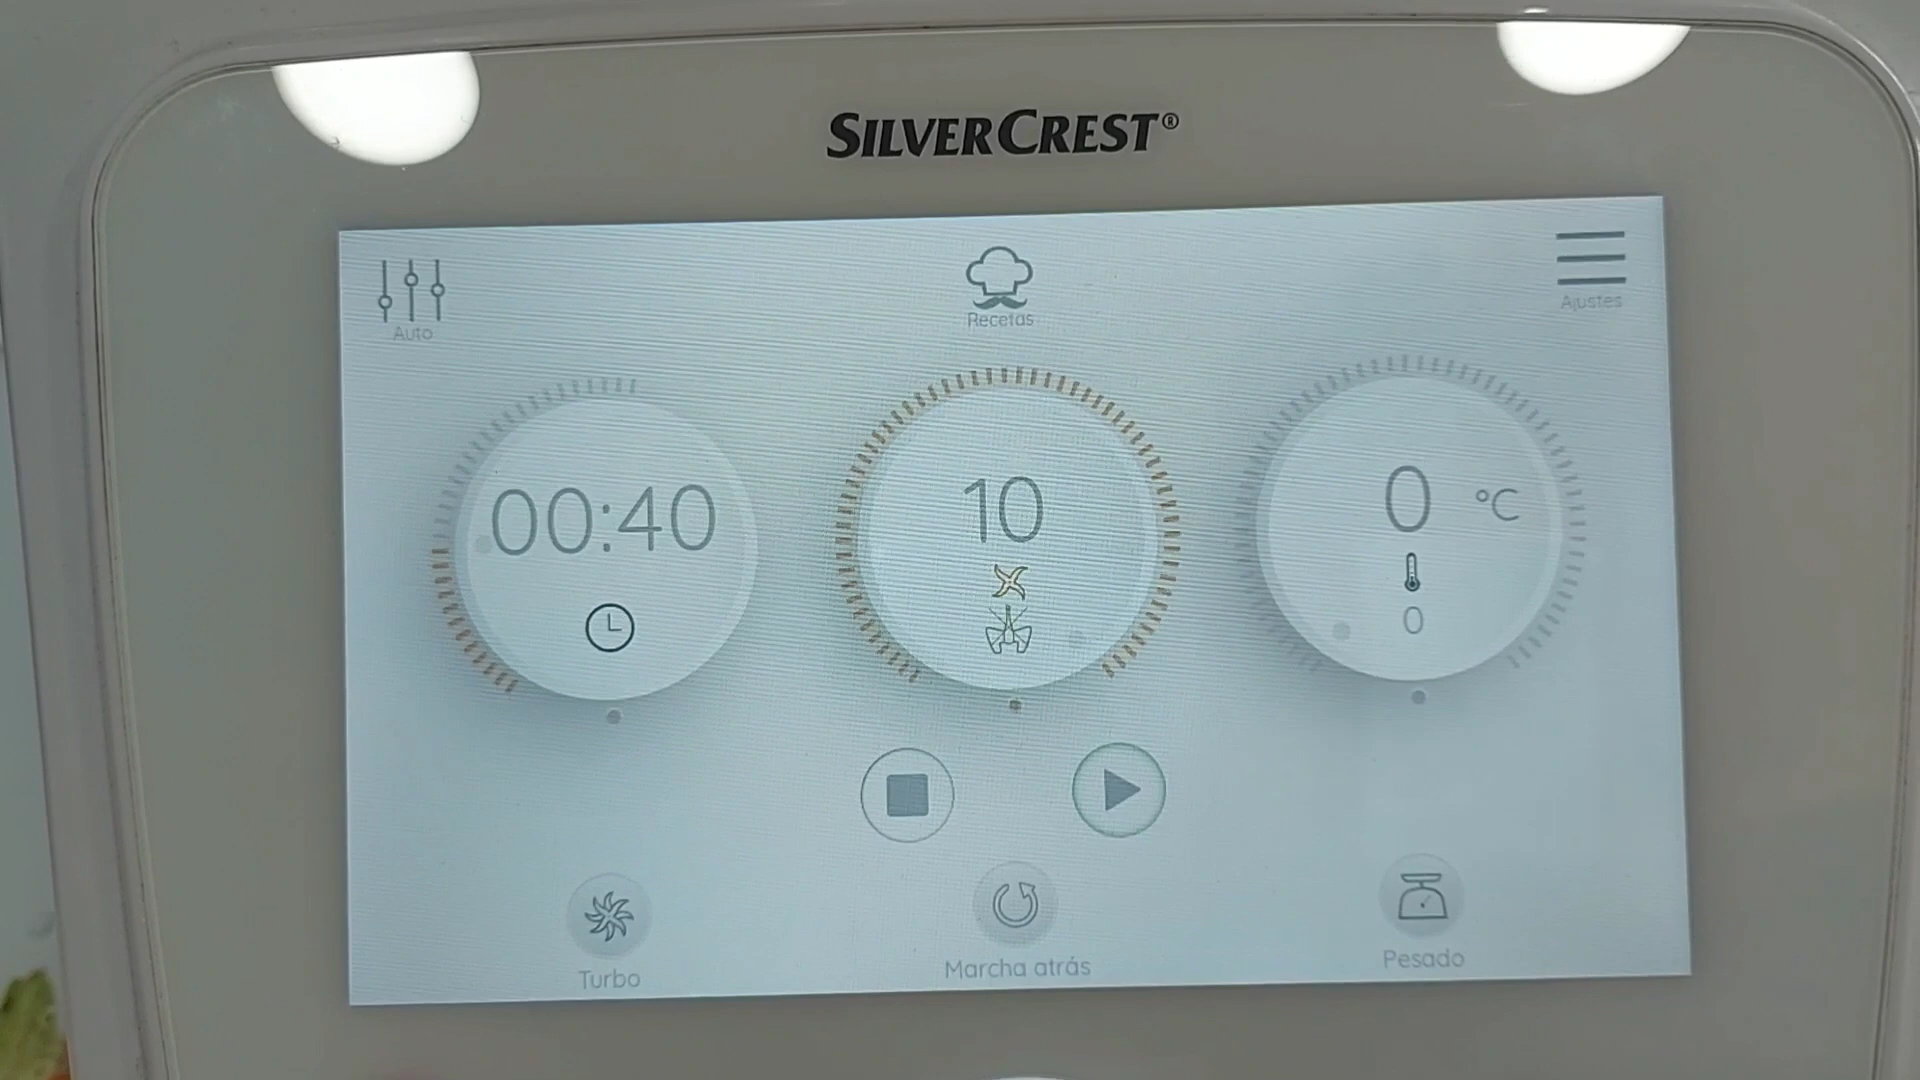 SILVERCREST®
Auto
Recetas
Ajustes
00:40
10
0 °C
0
Turbo
Marcha atrás
Pesado